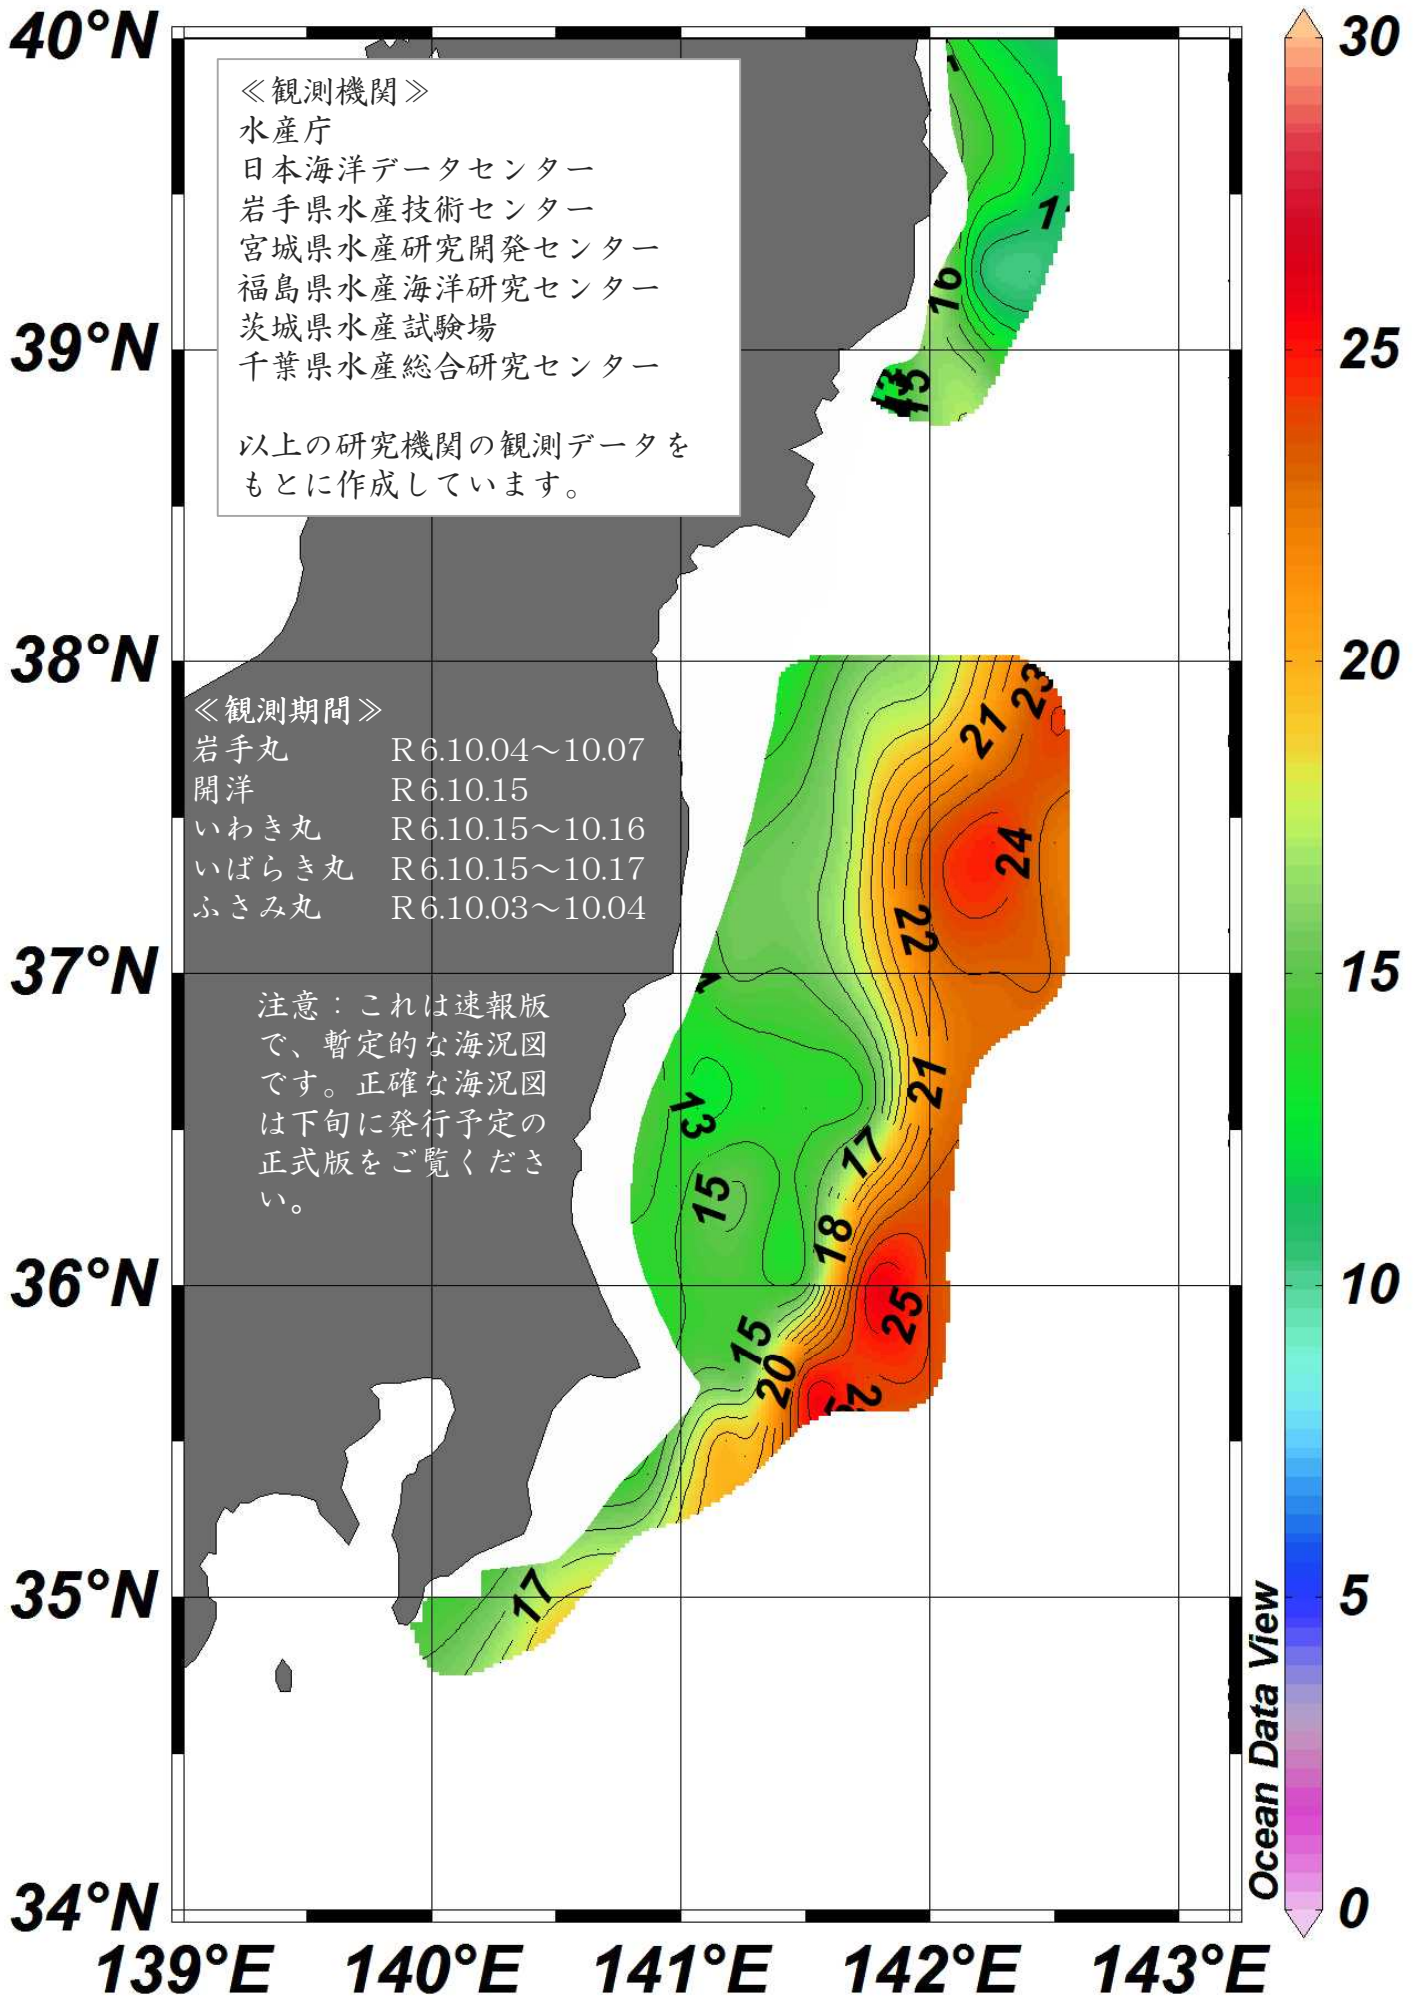 40°N
≪観測機関≫
水産庁
日本海洋データセンター
岩手県水産技術センター
宮城県水産研究開発センター
福島県水産海洋研究センター
茨城県水産試験場
千葉県水産総合研究センター
以上の研究機関の観測データを
もとに作成しています。
30
16
15
39°N
25
38°N
20
≪観測期間≫
岩手丸 R6.10.04～10.07
開洋 R6.10.15
いわき丸 R6.10.15～10.16
いばらき丸 R6.10.15～10.17
ふさみ丸 R6.10.03～10.04
23
21
24
22
37°N
15
注意：これは速報版
で、暫定的な海況図
です。正確な海況図
は下旬に発行予定の
正式版をご覧くださ
い。
21
13
17
15
18
36°N
10
25
15
20
35°N
17
5
Ocean Data View
34°N
0
139°E
140°E
141°E
142°E
143°E